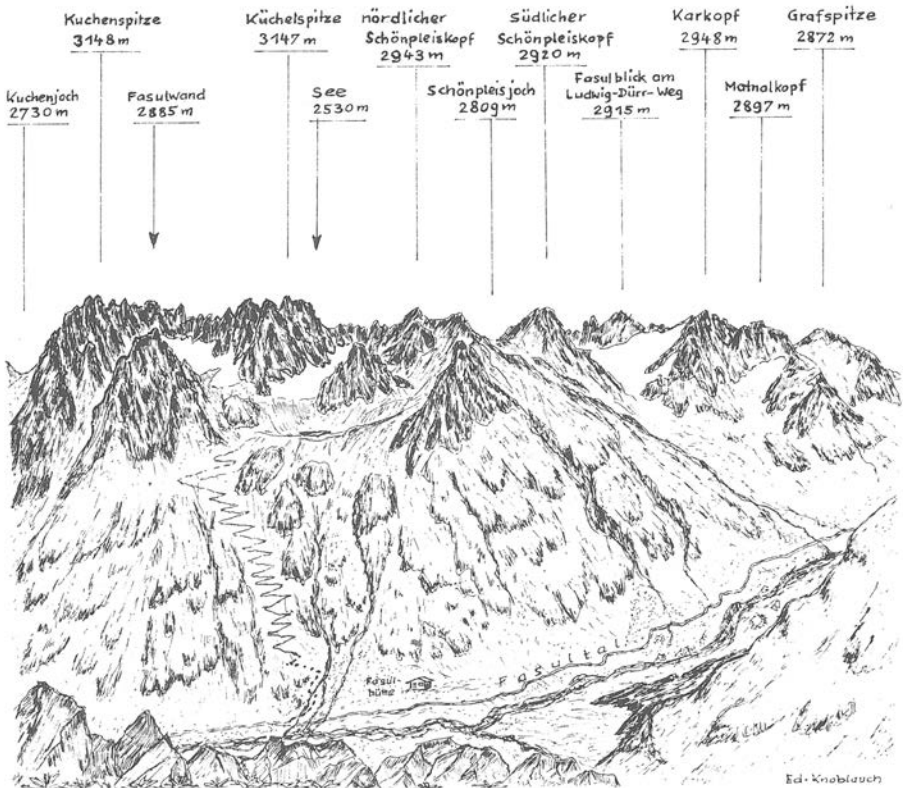 Kuchenspitze
3148 m
Küchelspitze
3147 m
nördlicher
Schönpleiskopf
2943 m
südlicher
Schönpleiskopf
2920 m
Karkopf
2948 m
Grafspitze
2872 m
Kuchenjoch
2730 m
Fasulwand
2885 m
See
2530 m
Schönpleisjoch
2809 m
Fasulblick am
Ludwig-Dürr-Weg
2915 m
Matnalkopf
2897 m
Fasultal
Fasul-
hütte
Ed. Knoblauch